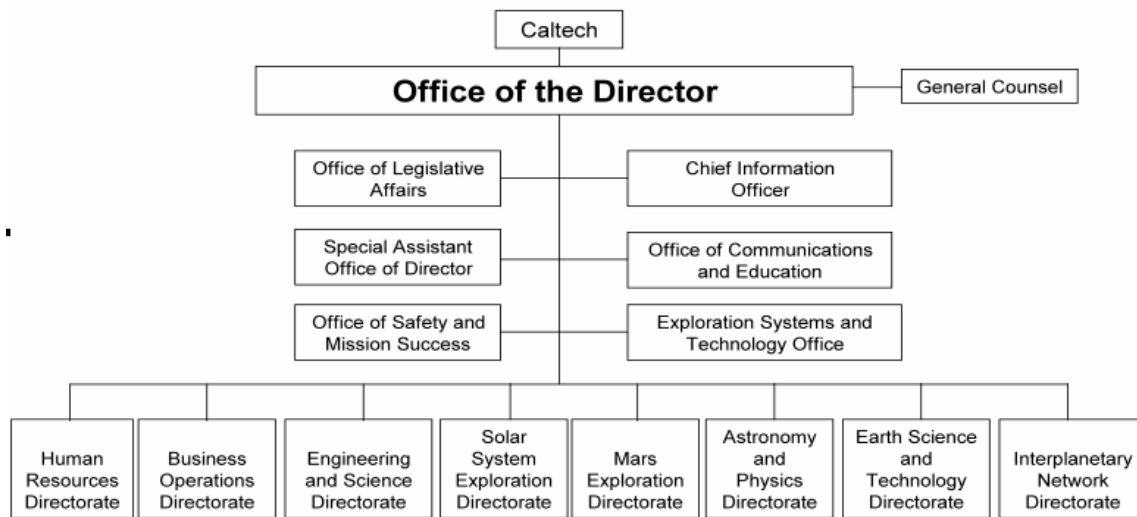 Caltech
Office of the Director
General Counsel
Office of Legislative
Affairs
Chief Information
Officer
Special Assistant
Office of Director
Office of Communications
and Education
Office of Safety and
Mission Success
Exploration Systems and
Technology Office
Human
Resources
Directorate
Business
Operations
Directorate
Engineering
and Science
Directorate
Solar
System
Exploration
Directorate
Mars
Exploration
Directorate
Astronomy
and
Physics
Directorate
Earth Science
and
Technology
Directorate
Interplanetary
Network
Directorate